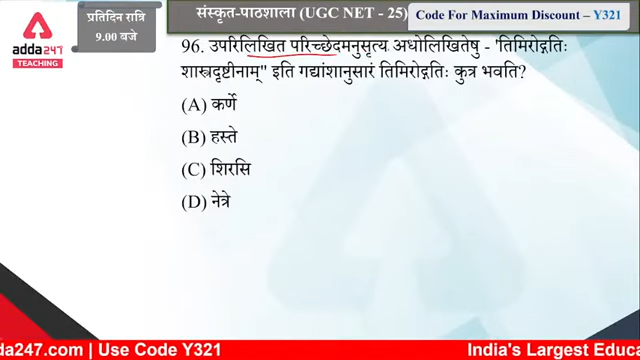 प्रतिदिन रात्रि
9.00 बजे
adda247
TEACHING
संस्कृत-पाठशाला (UGC NET - 25)
Code For Maximum Discount – Y321
96. उपरिलिखित परिच्छेदमनुसृत्य अधोलिखितेषु - 'तिमिरोद्गतिः
शास्त्रदृष्टीनाम्" इति गद्यांशानुसारं तिमिरोद्गतिः कुत्र भवति?
(A) कर्णे
(B) हस्ते
(C) शिरसि
(D) नेत्रे
da247.com | Use Code Y321
India's Largest Educa